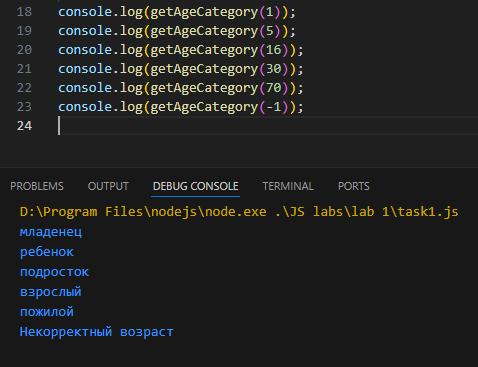 18 console.log(getAgeCategory(1));
19 console.log(getAgeCategory(5));
20 console.log(getAgeCategory(16));
21 console.log(getAgeCategory(30));
22 console.log(getAgeCategory(70));
23 console.log(getAgeCategory(-1));
24
PROBLEMS OUTPUT DEBUG CONSOLE TERMINAL PORTS
D:\Program Files\nodejs\node.exe .\JS labs\lab 1\task1.js
младенец
ребенок
подросток
взрослый
пожилой
Некорректный возраст